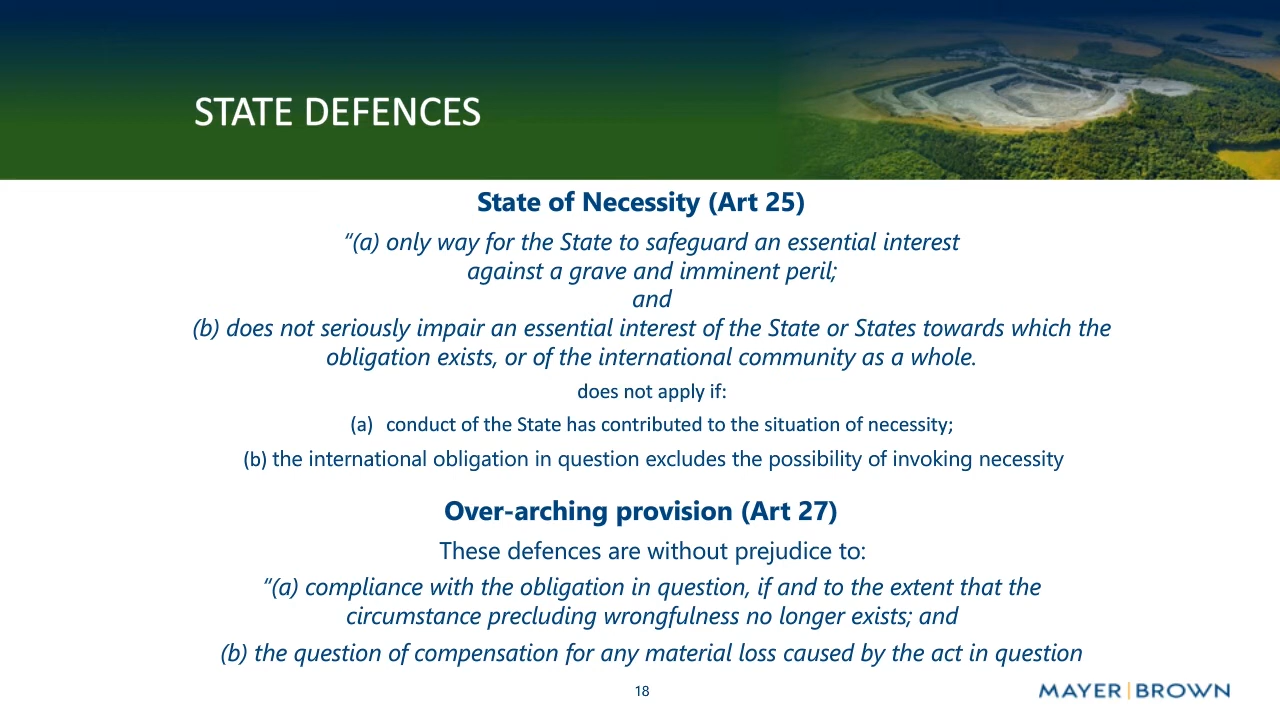 STATE DEFENCES
State of Necessity (Art 25)
“(a) only way for the State to safeguard an essential interest
against a grave and imminent peril;
and
(b) does not seriously impair an essential interest of the State or States towards which the
obligation exists, or of the international community as a whole.
does not apply if:
(a) conduct of the State has contributed to the situation of necessity;
(b) the international obligation in question excludes the possibility of invoking necessity
Over-arching provision (Art 27)
These defences are without prejudice to:
“(a) compliance with the obligation in question, if and to the extent that the
circumstance precluding wrongfulness no longer exists; and
(b) the question of compensation for any material loss caused by the act in question
18
MAYER | BROWN